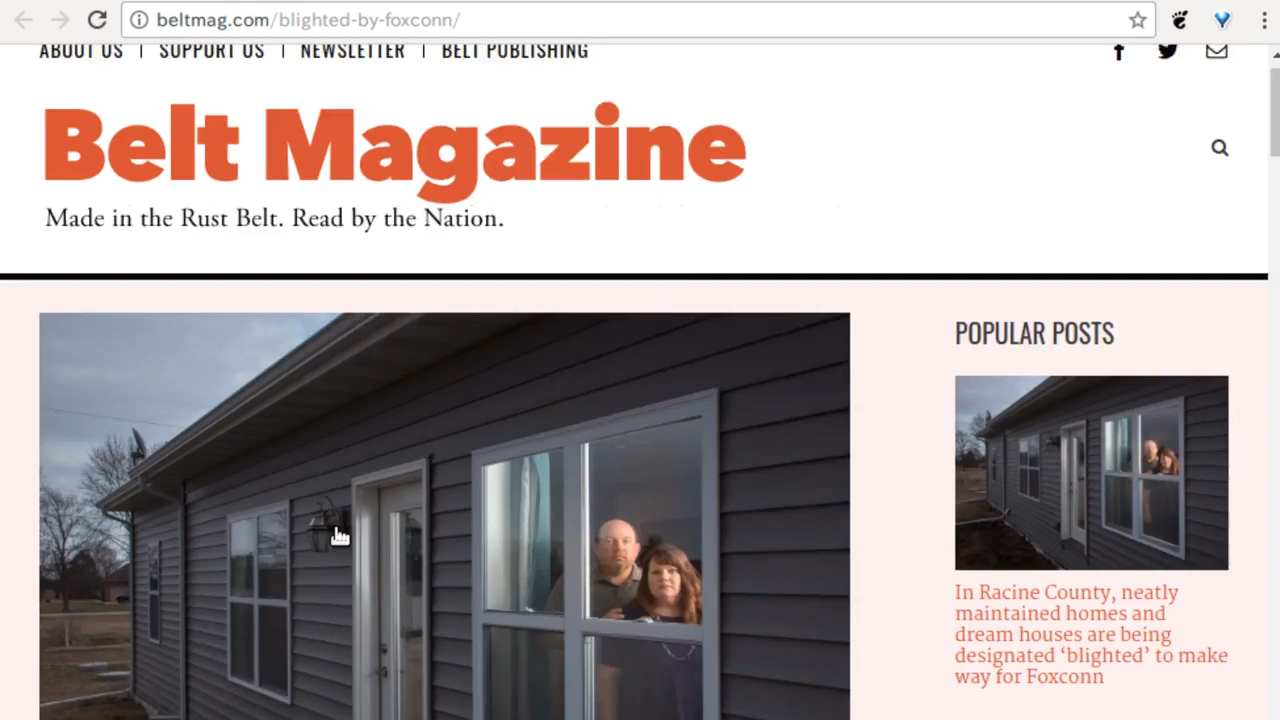 beltmag.com/blighted-by-foxconn/
ABOUT US | SUPPORT US | NEWSLETTER | BELT PUBLISHING
Belt Magazine
Made in the Rust Belt. Read by the Nation.
POPULAR POSTS
In Racine County, neatly
maintained homes and
dream houses are being
designated ‘blighted’ to make
way for Foxconn